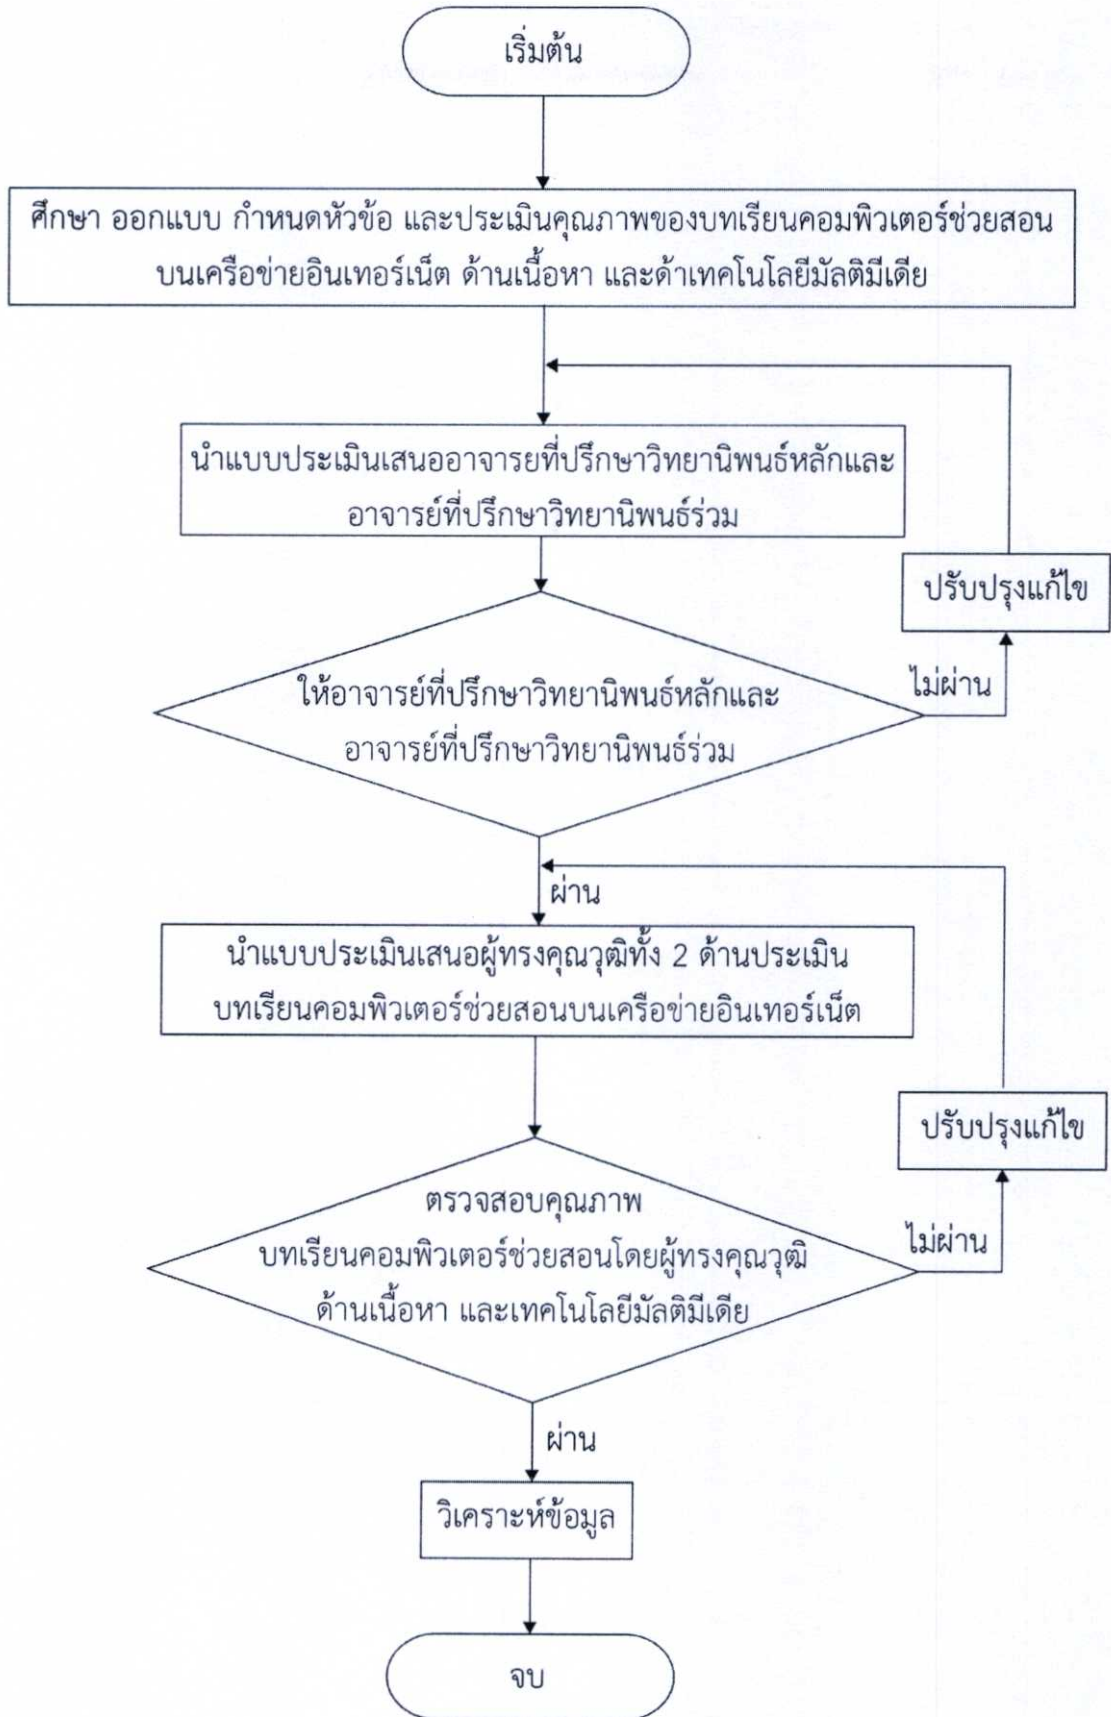 เริ่มต้น
ศึกษา ออกแบบ กำหนดหัวข้อ และประเมินคุณภาพของบทเรียนคอมพิวเตอร์ช่วยสอน
บนเครือข่ายอินเทอร์เน็ต ด้านเนื้อหา และด้าเทคโนโลยีมัลติมีเดีย
นำแบบประเมินเสนออาจารย์ที่ปรึกษาวิทยานิพนธ์หลักและ
อาจารย์ที่ปรึกษาวิทยานิพนธ์ร่วม
ปรับปรุงแก้ไข
ไม่ผ่าน
ให้อาจารย์ที่ปรึกษาวิทยานิพนธ์หลักและ
อาจารย์ที่ปรึกษาวิทยานิพนธ์ร่วม
ผ่าน
นำแบบประเมินเสนอผู้ทรงคุณวุฒิทั้ง 2 ด้านประเมิน
บทเรียนคอมพิวเตอร์ช่วยสอนบนเครือข่ายอินเทอร์เน็ต
ปรับปรุงแก้ไข
ไม่ผ่าน
ตรวจสอบคุณภาพ
บทเรียนคอมพิวเตอร์ช่วยสอนโดยผู้ทรงคุณวุฒิ
ด้านเนื้อหา และเทคโนโลยีมัลติมีเดีย
ผ่าน
วิเคราะห์ข้อมูล
จบ